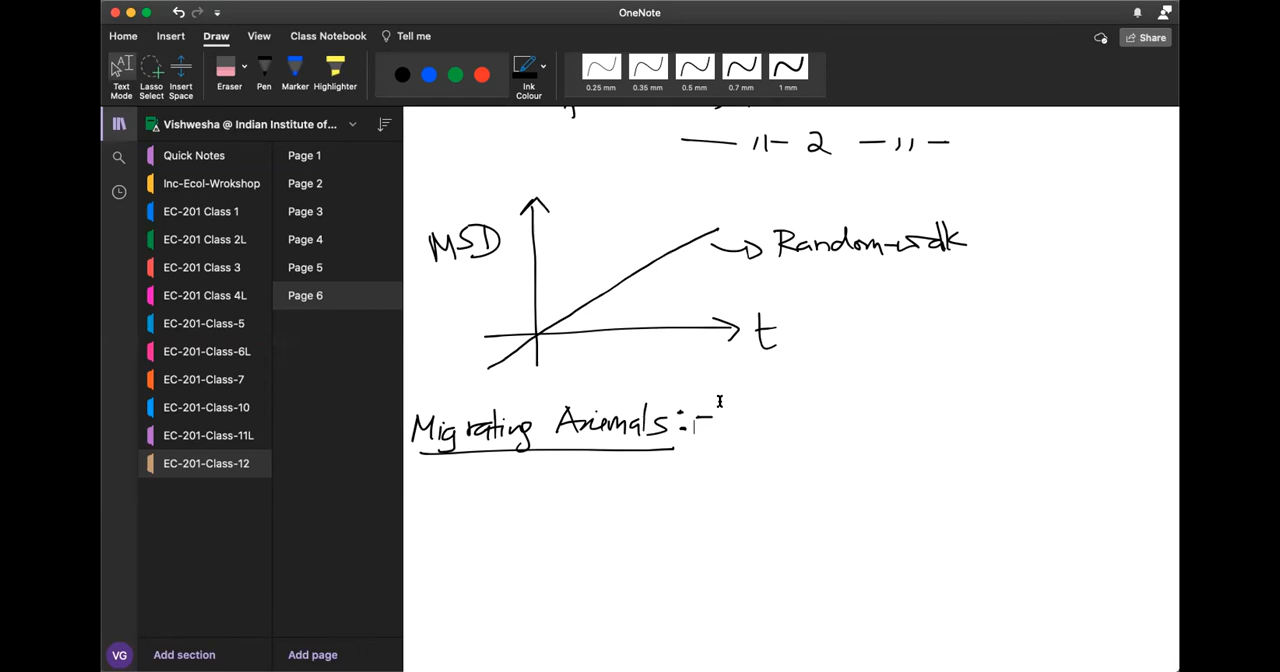 OneNote
Home Insert Draw View Class Notebook Tell me
Share
Text Mode
Lasso Select
Insert Space
Eraser
Pen
Marker
Highlighter
Ink Colour
0.25 mm
0.35 mm
0.5 mm
0.7 mm
1 mm
Vishwesha @ Indian Institute of...
Quick Notes
Inc-Ecol-Wrokshop
EC-201 Class 1
EC-201 Class 2L
EC-201 Class 3
EC-201 Class 4L
EC-201-Class-5
EC-201-Class-6L
EC-201-Class-7
EC-201-Class-10
EC-201-Class-11L
EC-201-Class-12
Page 1
Page 2
Page 3
Page 4
Page 5
Page 6
— 〃 — 2 — 〃 —
MSD
Random-walk
t
Migrating Animals :-
VG
Add section
Add page